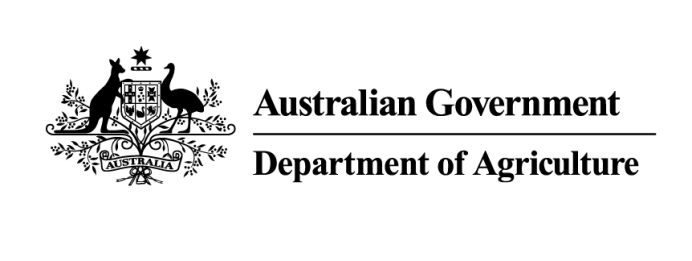 AUSTRALIA
Australian Government
Department of Agriculture